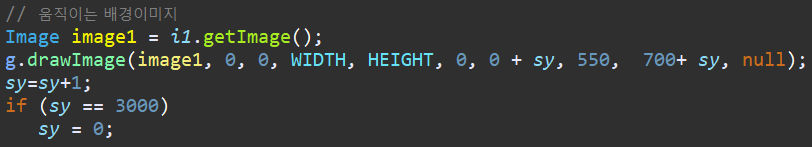 // 움직이는 배경이미지
Image image1 = i1.getImage();
g.drawImage(image1, 0, 0, WIDTH, HEIGHT, 0, 0 + sy, 550,  700+ sy, null);
sy=sy+1;
if (sy == 3000)
   sy = 0;